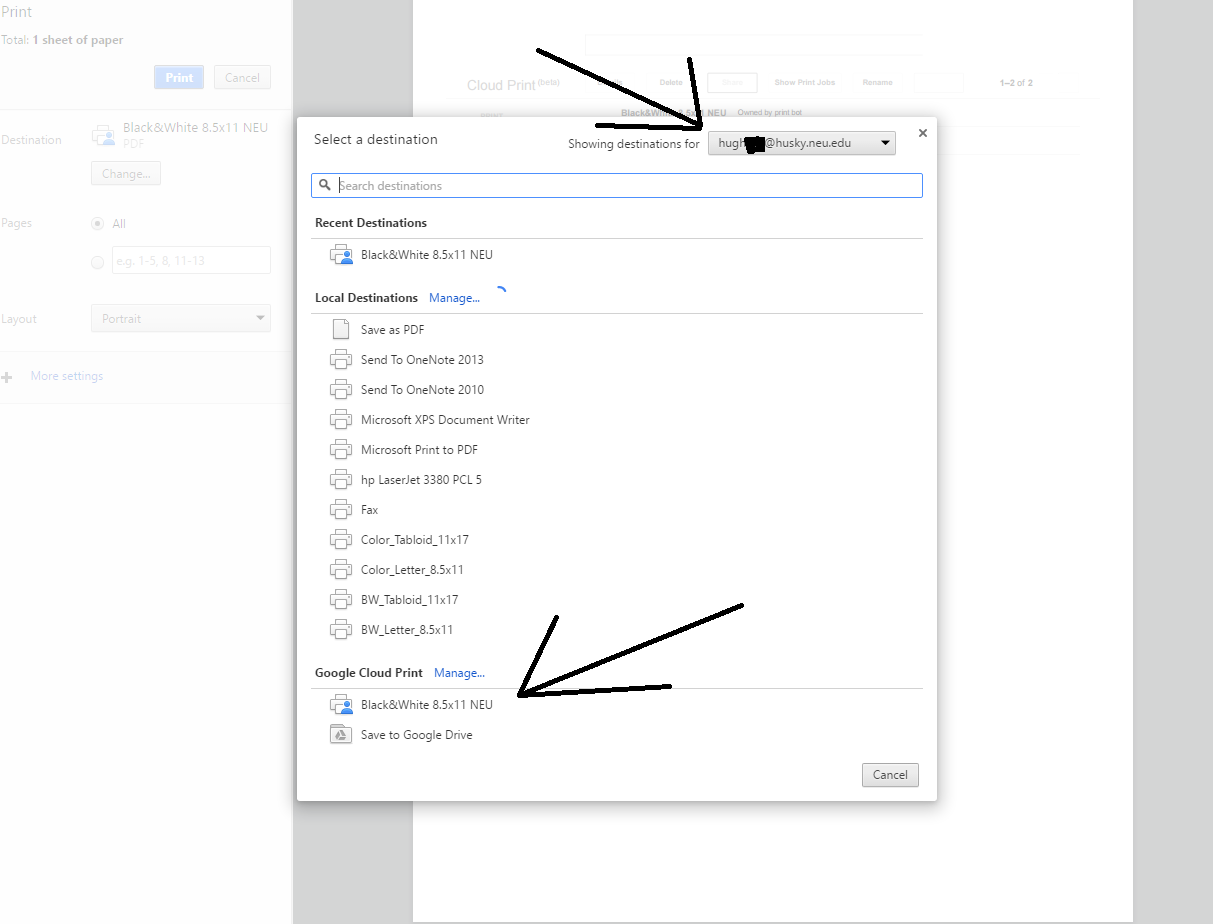 Print
Total: 1 sheet of paper
Print Cancel
Destination Black&White 8.5x11 NEU
PDF
Change...
Pages All
e.g. 1-5, 8, 11-13
Layout Portrait
More settings
Cloud Print (beta) Delete Show Print Jobs Rename 1–2 of 2
Black&White 8.5x11 NEU Owned by print bot
Select a destination
Showing destinations for hugh @husky.neu.edu
Search destinations
Recent Destinations
Black&White 8.5x11 NEU
Local Destinations Manage...
Save as PDF
Send To OneNote 2013
Send To OneNote 2010
Microsoft XPS Document Writer
Microsoft Print to PDF
hp LaserJet 3380 PCL 5
Fax
Color_Tabloid_11x17
Color_Letter_8.5x11
BW_Tabloid_11x17
BW_Letter_8.5x11
Google Cloud Print Manage...
Black&White 8.5x11 NEU
Save to Google Drive
Cancel